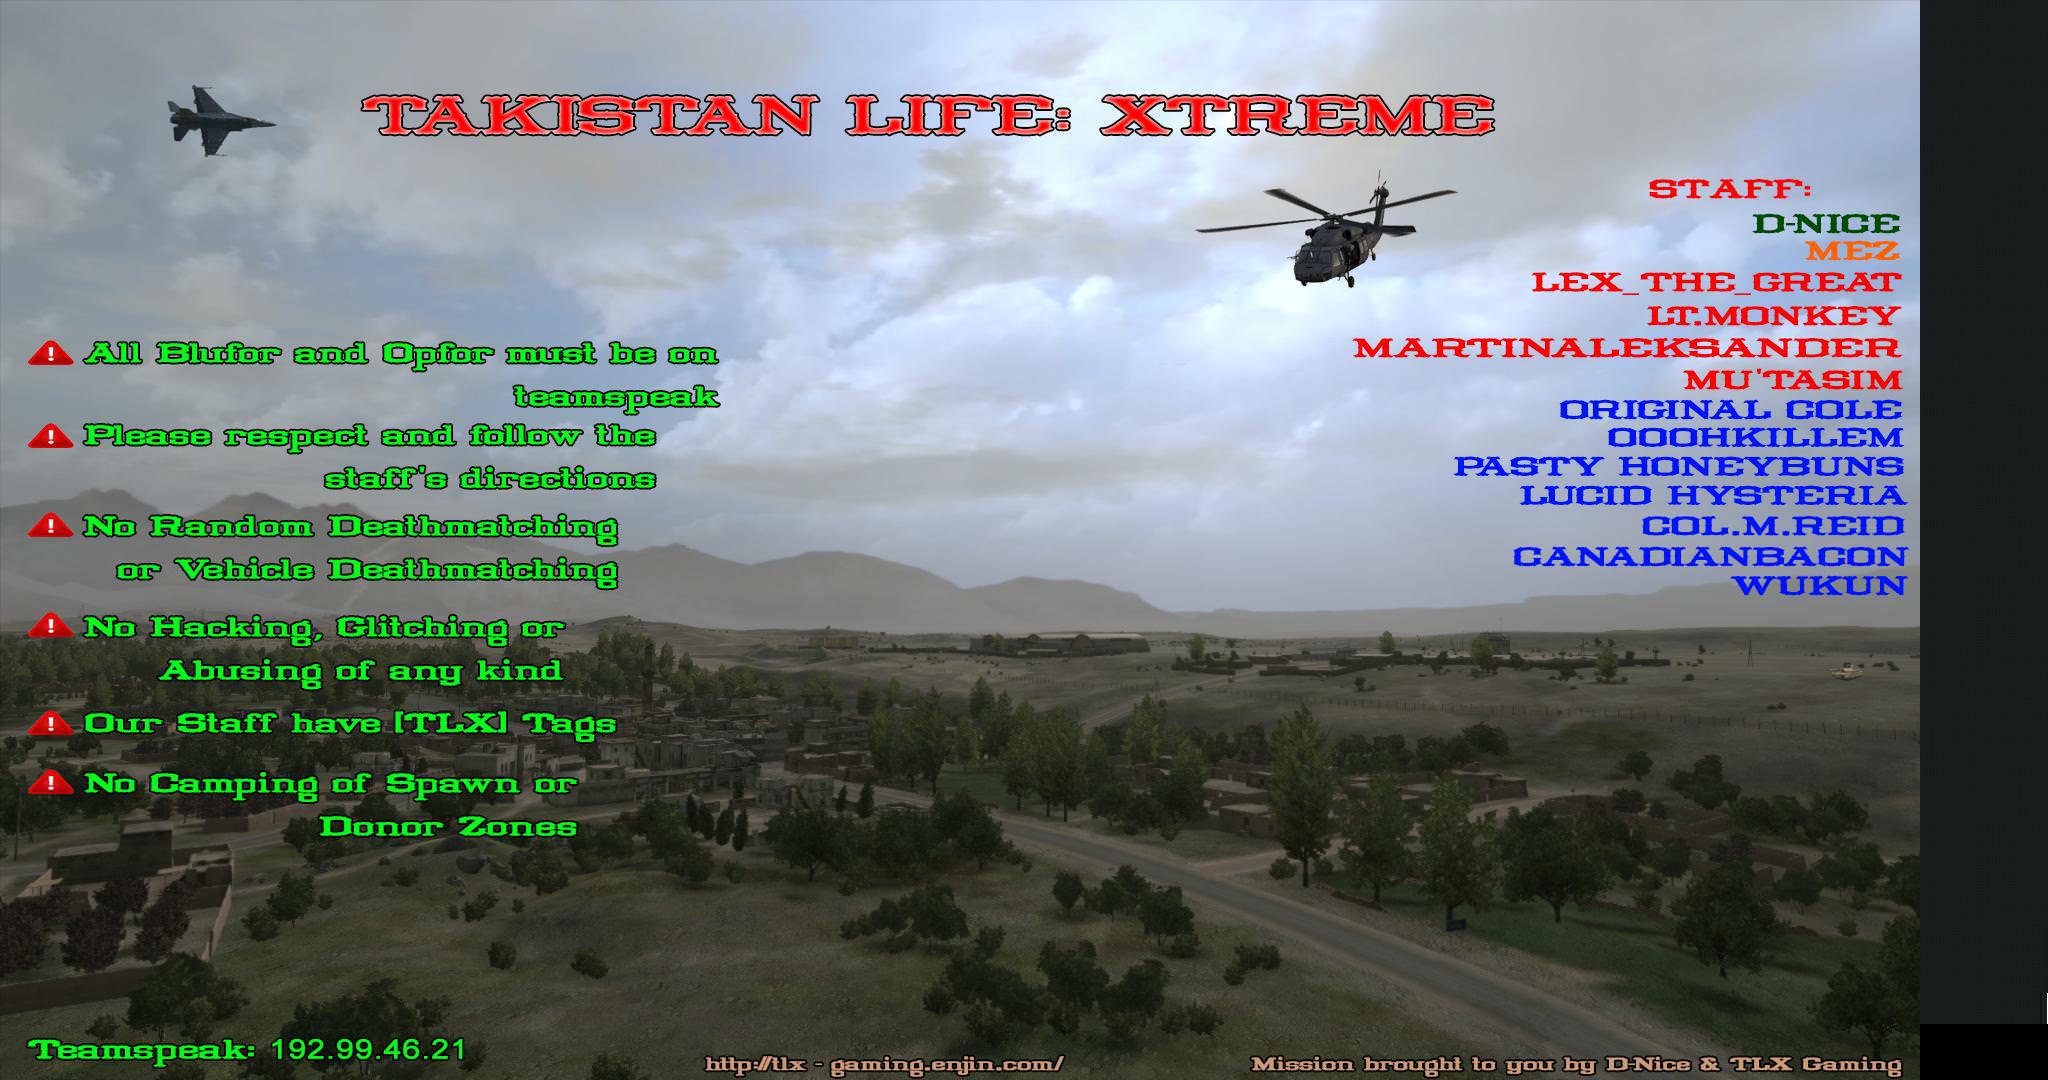 TAKISTAN LIFE: XTREME
STAFF:
D-NICE
MEZ
LEX_THE_GREAT
LT.MONKEY
MARTINALEKSANDER
MU'TASIM
ORIGINAL COLE
OOOHKILLEM
PASTY HONEYBUNS
LUCID HYSTERIA
COL.M.REID
CANADIANBACON
WUKUN
All Blufor and Opfor must be on
teamspeak
Please respect and follow the
staff's directions
No Random Deathmatching
or Vehicle Deathmatching
No Hacking, Glitching or
Abusing of any kind
Our Staff have [TLX] Tags
No Camping of Spawn or
Donor Zones
Teamspeak: 192.99.46.21
http://tlx - gaming.enjin.com/
Mission brought to you by D-Nice & TLX Gaming